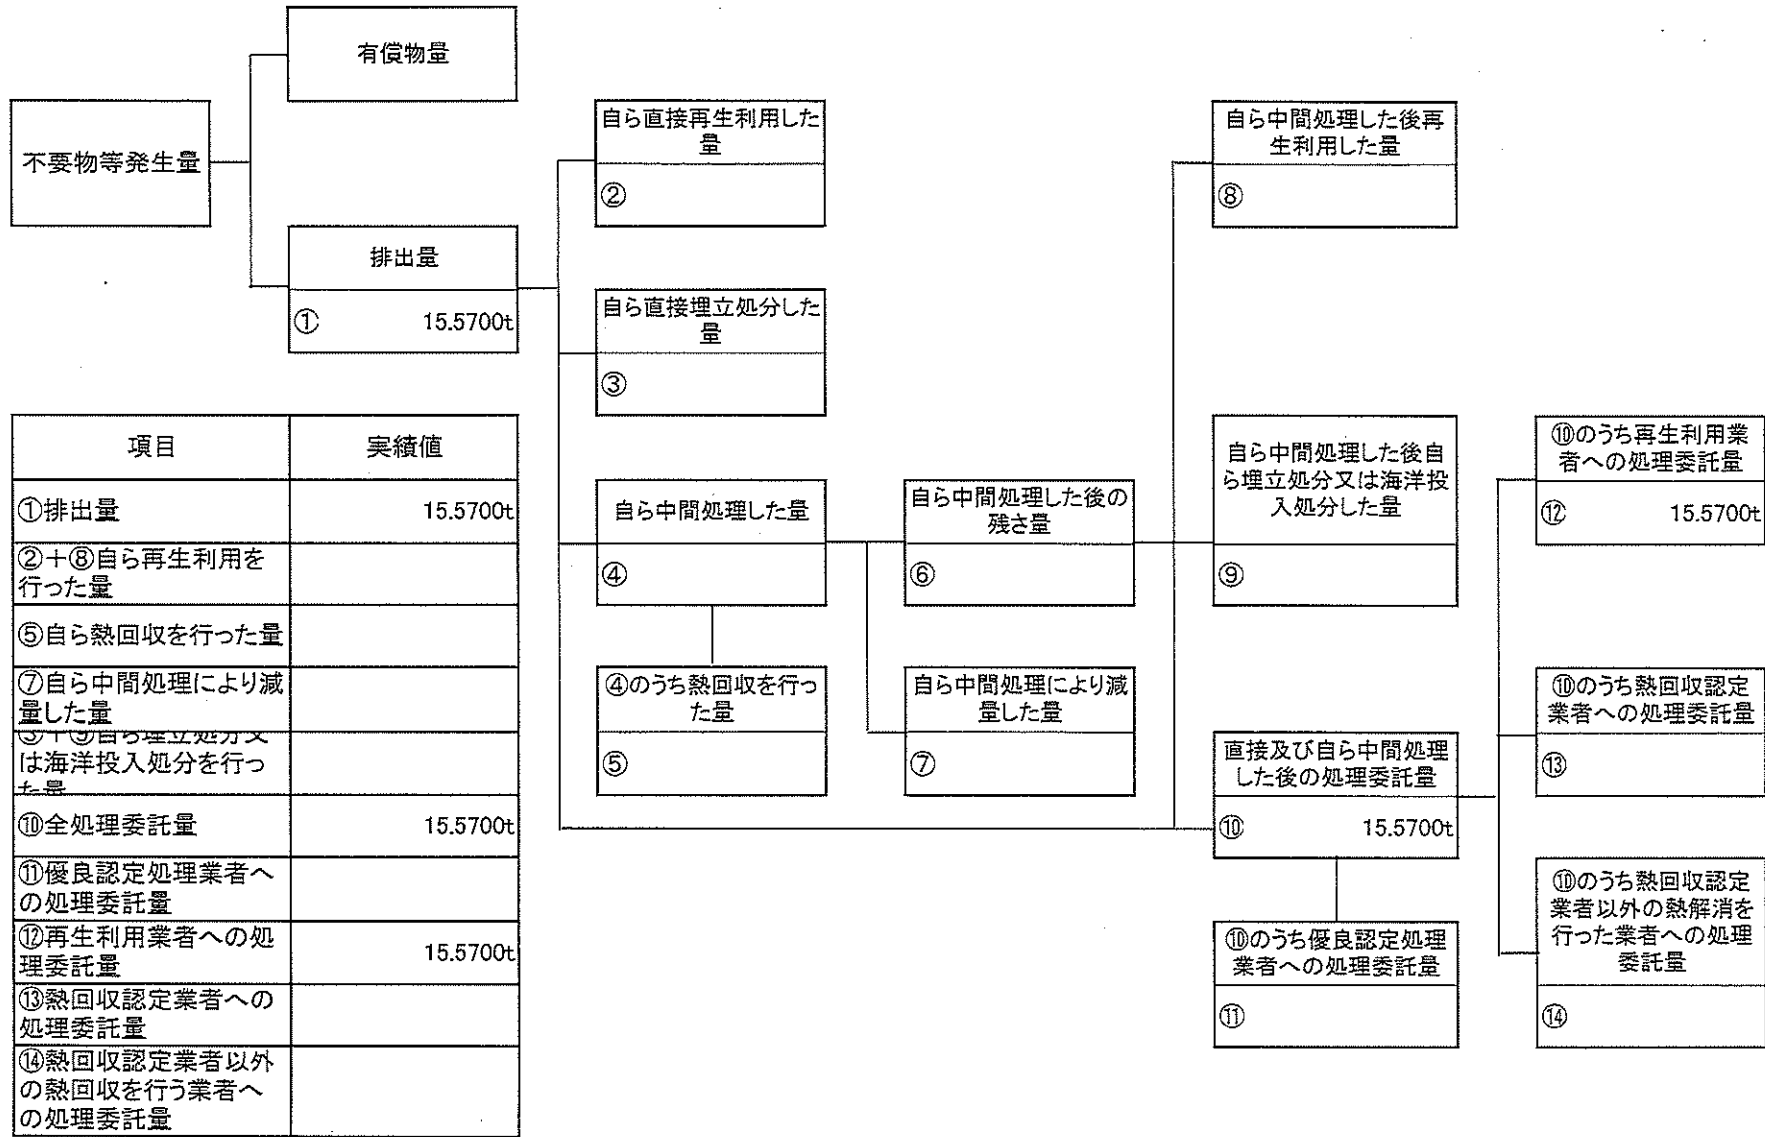 有償物量
不要物等発生量
排出量
① 15.5700t
自ら直接再生利用した
量
②
自ら直接埋立処分した
量
③
自ら中間処理した量
④
④のうち熱回収を行っ
た量
⑤
自ら中間処理した後の
残さ量
⑥
自ら中間処理により減
量した量
⑦
自ら中間処理した後再
生利用した量
⑧
自ら中間処理した後自
ら埋立処分又は海洋投
入処分した量
⑨
直接及び自ら中間処理
した後の処理委託量
⑩ 15.5700t
⑩のうち優良認定処理
業者への処理委託量
⑪
⑩のうち再生利用業
者への処理委託量
⑫ 15.5700t
⑩のうち熱回収認定
業者への処理委託量
⑬
⑩のうち熱回収認定
業者以外の熱解消を
行った業者への処理
委託量
⑭
項目 実績値
①排出量 15.5700t
②+⑧自ら再生利用を
行った量
⑤自ら熱回収を行った量
⑦自ら中間処理により減
量した量
③+⑨自ら埋立処分又
は海洋投入処分を行っ
た量
⑩全処理委託量 15.5700t
⑪優良認定処理業者へ
の処理委託量
⑫再生利用業者への処
理委託量 15.5700t
⑬熱回収認定業者への
処理委託量
⑭熱回収認定業者以外
の熱回収を行う業者へ
の処理委託量